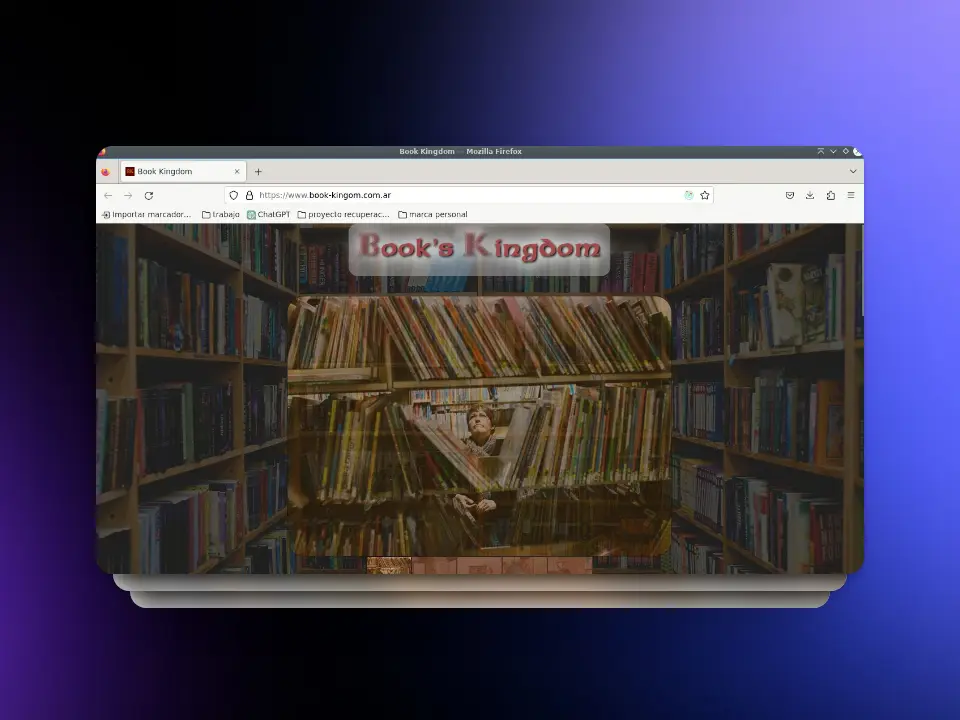 Book Kingdom — Mozilla Firefox
Book Kingdom
https://www.book-kingom.com.ar
Importar marcador... trabajo ChatGPT proyecto recuperac... marca personal
Book's Kingdom